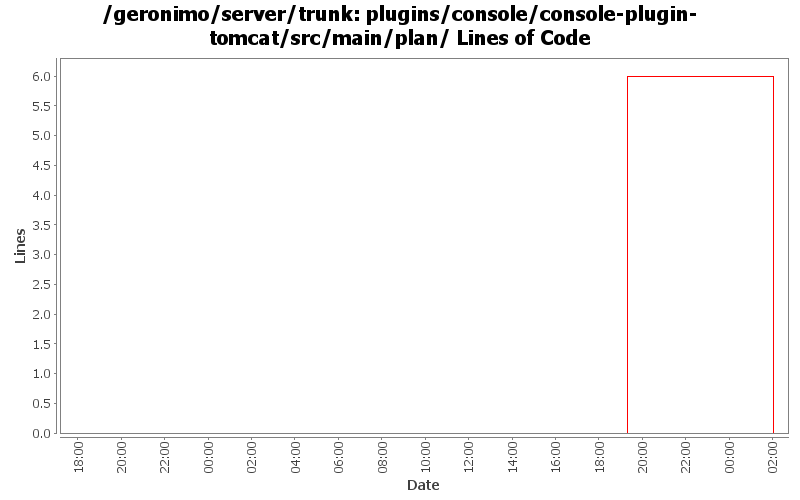 /geronimo/server/trunk: plugins/console/console-plugin-
tomcat/src/main/plan/ Lines of Code
6.0
5.5
5.0
4.5
4.0
3.5
3.0
2.5
2.0
1.5
1.0
0.5
0.0
Lines
18:00 20:00 22:00 00:00 02:00 04:00 06:00 08:00 10:00 12:00 14:00 16:00 18:00 20:00 22:00 00:00 02:00
Date